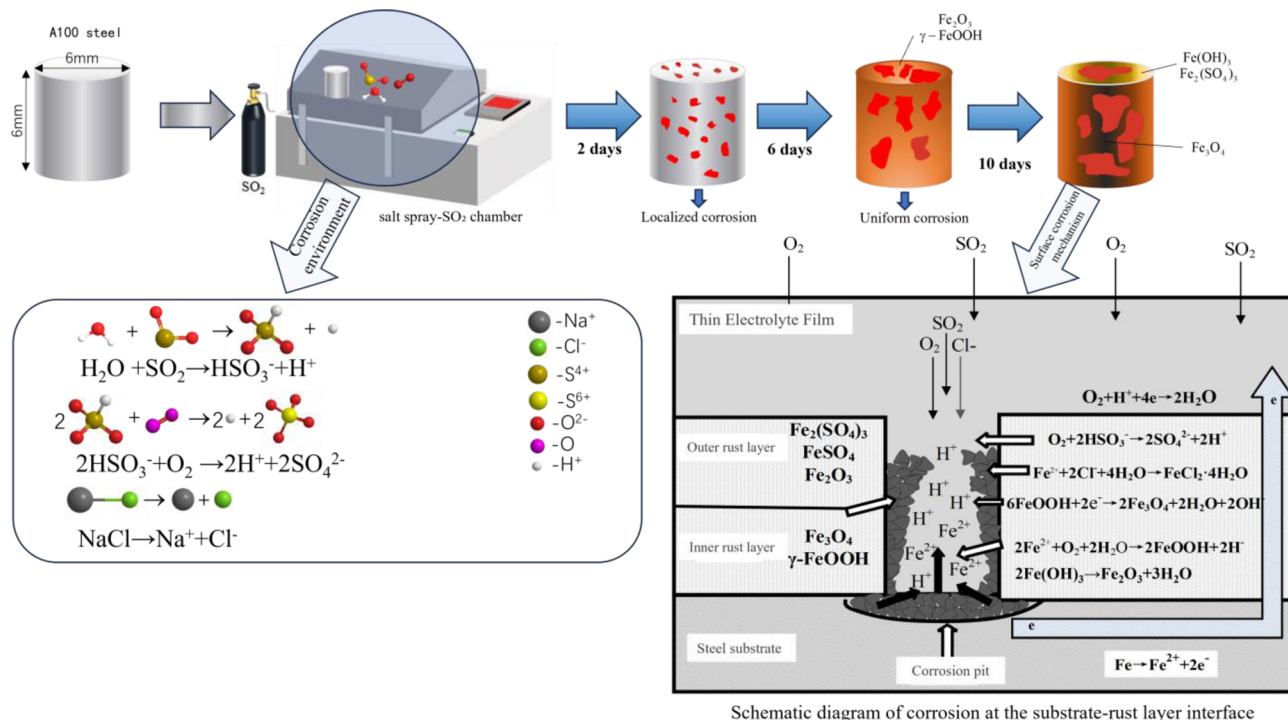 A100 steel
6mm
6mm
SO₂
salt spray-SO₂ chamber
2 days
Localized corrosion
6 days
Fe₂O₃
γ−FeOOH
Uniform corrosion
10 days
Fe(OH)₃
Fe₂(SO₄)₃
Fe₃O₄
Corrosion
environment
Surface corrosion
mechanism
H₂O +SO₂→HSO₃⁻+H⁺
2 + →2 +2
2HSO₃⁻+O₂ →2H⁺+2SO₄²⁻
NaCl→Na⁺+Cl⁻
-Na⁺
-Cl⁻
-S⁴⁺
-S⁶⁺
-O²⁻
-O
-H⁺
O₂
SO₂
O₂
SO₂
Thin Electrolyte Film
SO₂
O₂
Cl-
O₂+H⁺+4e→2H₂O
e
Outer rust layer
Fe₂(SO₄)₃
FeSO₄
Fe₂O₃
H⁺
O₂+2HSO₃⁻→2SO₄²⁻+2H⁺
Fe²⁺+2Cl⁻+4H₂O→FeCl₂·4H₂O
H⁺
H⁺
6FeOOH+2e⁻→2Fe₃O₄+2H₂O+2OH⁻
H⁺
Fe²⁺
Inner rust layer
Fe₃O₄
γ-FeOOH
Fe²⁺
Fe²⁺
H⁺
2Fe²⁺+O₂+2H₂O→2FeOOH+2H⁻
2Fe(OH)₃→Fe₂O₃+3H₂O
e
Steel substrate
Corrosion pit
Fe→Fe²⁺+2e⁻
Schematic diagram of corrosion at the substrate-rust layer interface